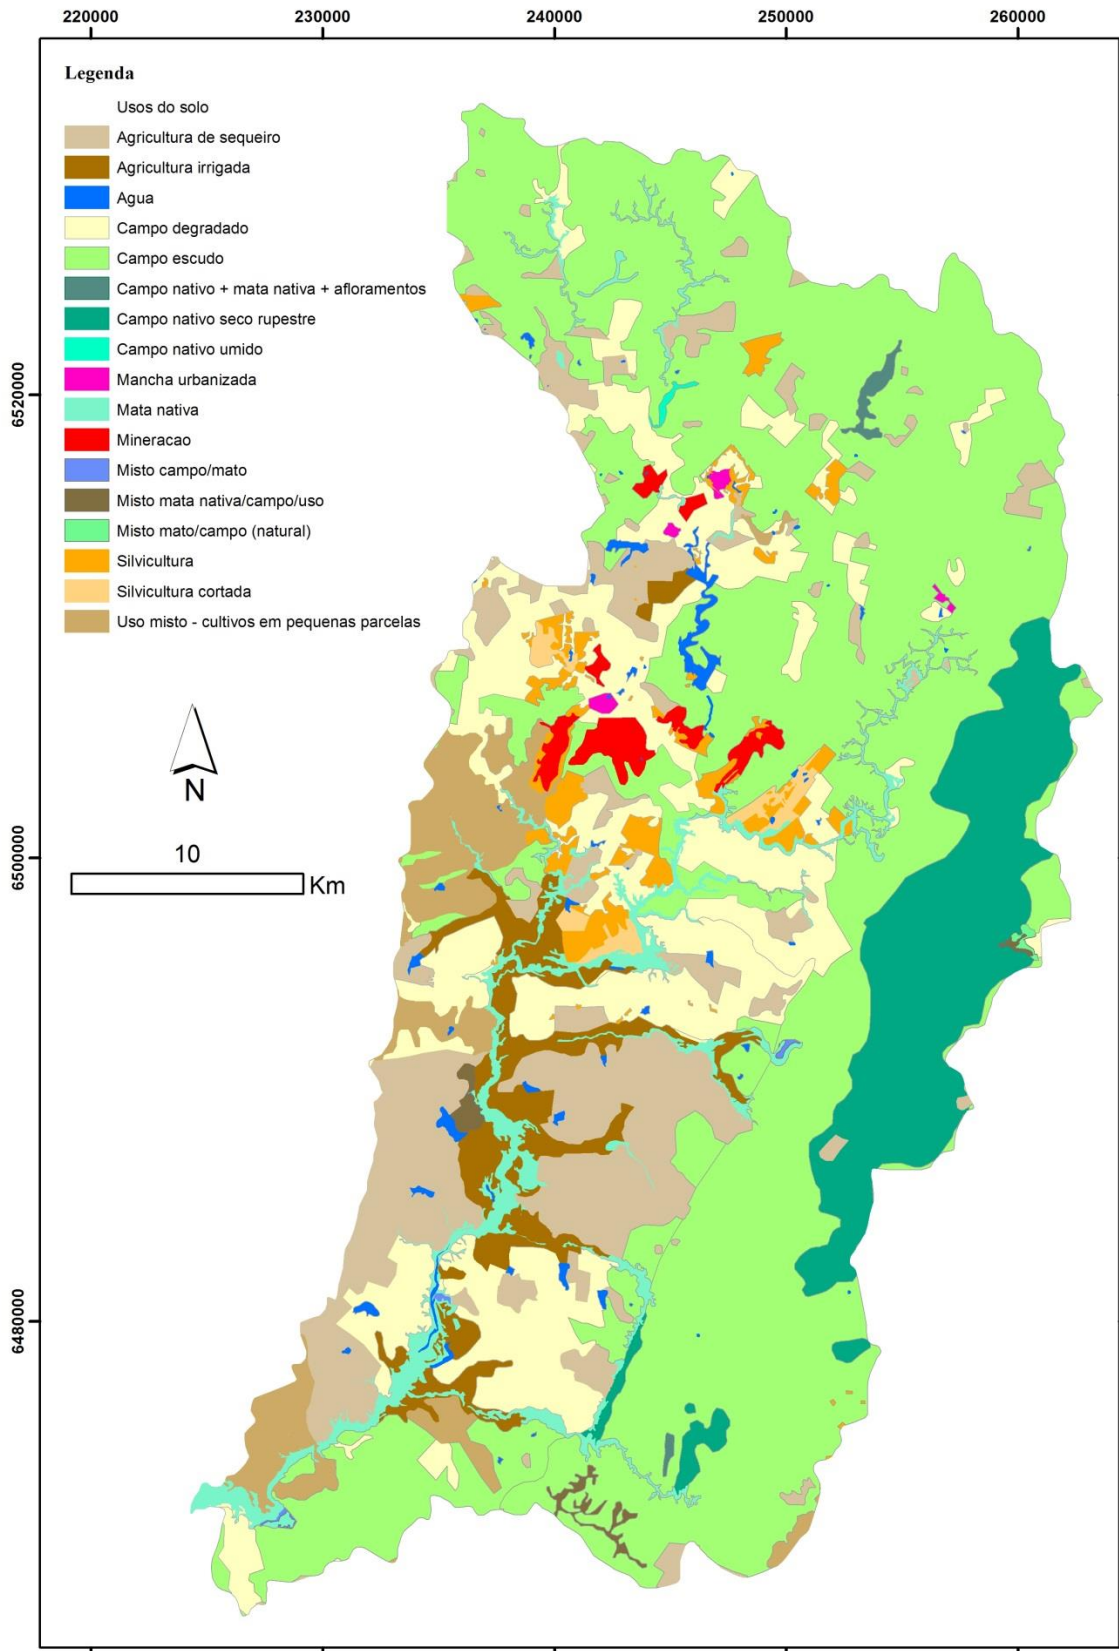 220000 230000 240000 250000 260000
Legenda
Usos do solo
Agricultura de sequeiro
Agricultura irrigada
Agua
Campo degradado
Campo escudo
Campo nativo + mata nativa + afloramentos
Campo nativo seco rupestre
Campo nativo umido
Mancha urbanizada
Mata nativa
Mineracao
Misto campo/mato
Misto mata nativa/campo/uso
Misto mato/campo (natural)
Silvicultura
Silvicultura cortada
Uso misto - cultivos em pequenas parcelas
6520000
N
10
Km
6500000
6480000